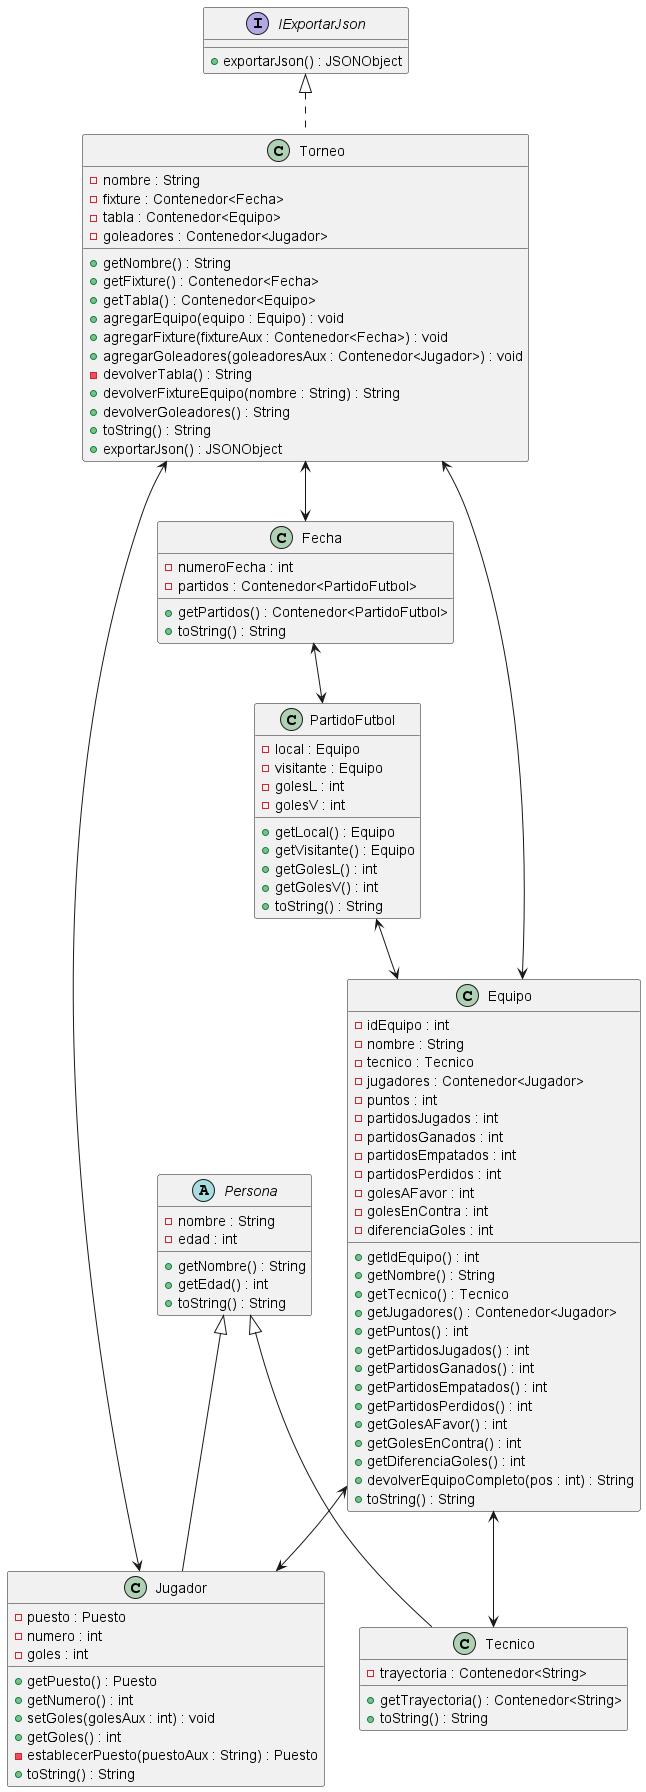 I IExportarJson
exportarJson() : JSONObject
C Torneo
nombre : String
fixture : Contenedor<Fecha>
tabla : Contenedor<Equipo>
goleadores : Contenedor<Jugador>
getNombre() : String
getFixture() : Contenedor<Fecha>
getTabla() : Contenedor<Equipo>
agregarEquipo(equipo : Equipo) : void
agregarFixture(fixtureAux : Contenedor<Fecha>) : void
agregarGoleadores(goleadoresAux : Contenedor<Jugador>) : void
devolverTabla() : String
devolverFixtureEquipo(nombre : String) : String
devolverGoleadores() : String
toString() : String
exportarJson() : JSONObject
C Fecha
numeroFecha : int
partidos : Contenedor<PartidoFutbol>
getPartidos() : Contenedor<PartidoFutbol>
toString() : String
C PartidoFutbol
local : Equipo
visitante : Equipo
golesL : int
golesV : int
getLocal() : Equipo
getVisitante() : Equipo
getGolesL() : int
getGolesV() : int
toString() : String
C Equipo
idEquipo : int
nombre : String
tecnico : Tecnico
jugadores : Contenedor<Jugador>
puntos : int
partidosJugados : int
partidosGanados : int
partidosEmpatados : int
partidosPerdidos : int
golesAFavor : int
golesEnContra : int
diferenciaGoles : int
getIdEquipo() : int
getNombre() : String
getTecnico() : Tecnico
getJugadores() : Contenedor<Jugador>
getPuntos() : int
getPartidosJugados() : int
getPartidosGanados() : int
getPartidosEmpatados() : int
getPartidosPerdidos() : int
getGolesAFavor() : int
getGolesEnContra() : int
getDiferenciaGoles() : int
devolverEquipoCompleto(pos : int) : String
toString() : String
A Persona
nombre : String
edad : int
getNombre() : String
getEdad() : int
toString() : String
C Jugador
puesto : Puesto
numero : int
goles : int
getPuesto() : Puesto
getNumero() : int
setGoles(golesAux : int) : void
getGoles() : int
establecerPuesto(puestoAux : String) : Puesto
toString() : String
C Tecnico
trayectoria : Contenedor<String>
getTrayectoria() : Contenedor<String>
toString() : String